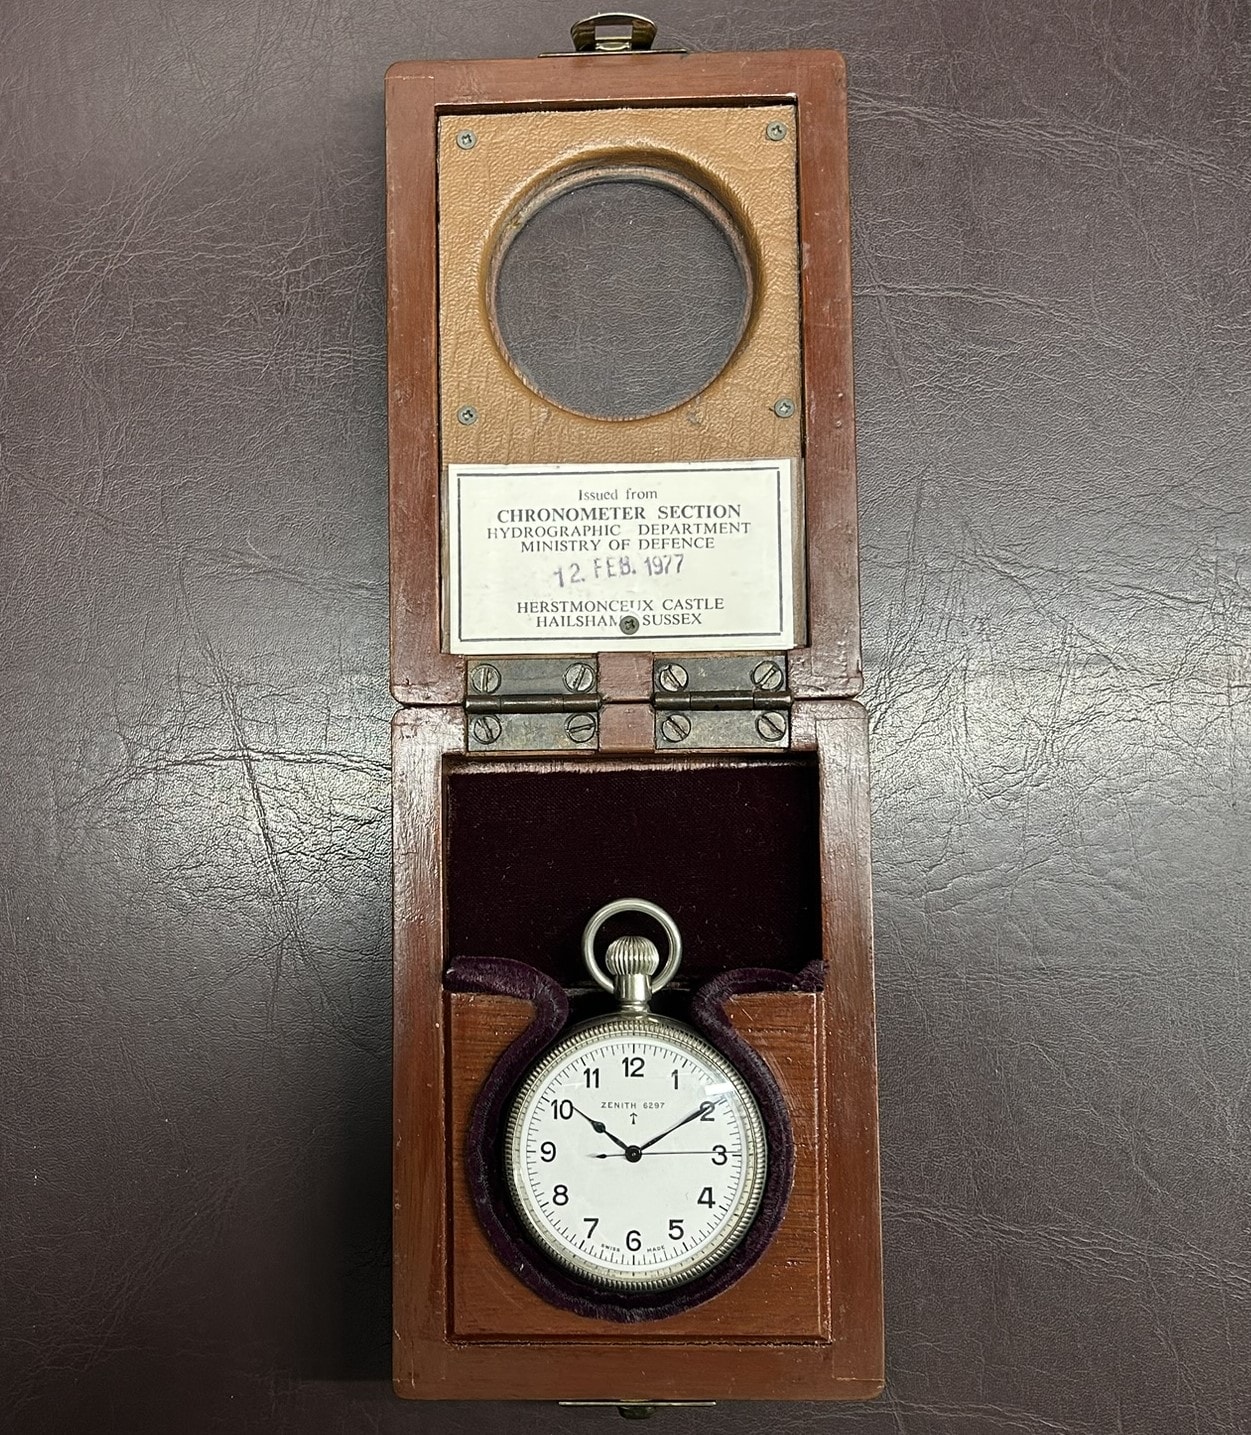 Issued from
CHRONOMETER SECTION
HYDROGRAPHIC DEPARTMENT
MINISTRY OF DEFENCE
12. FEB. 1977
HERSTMONCEUX CASTLE
HAILSHAM SUSSEX
12
11 1
10 2
ZENITH 6297
9 3
8 4
7 5
6
SWISS MADE